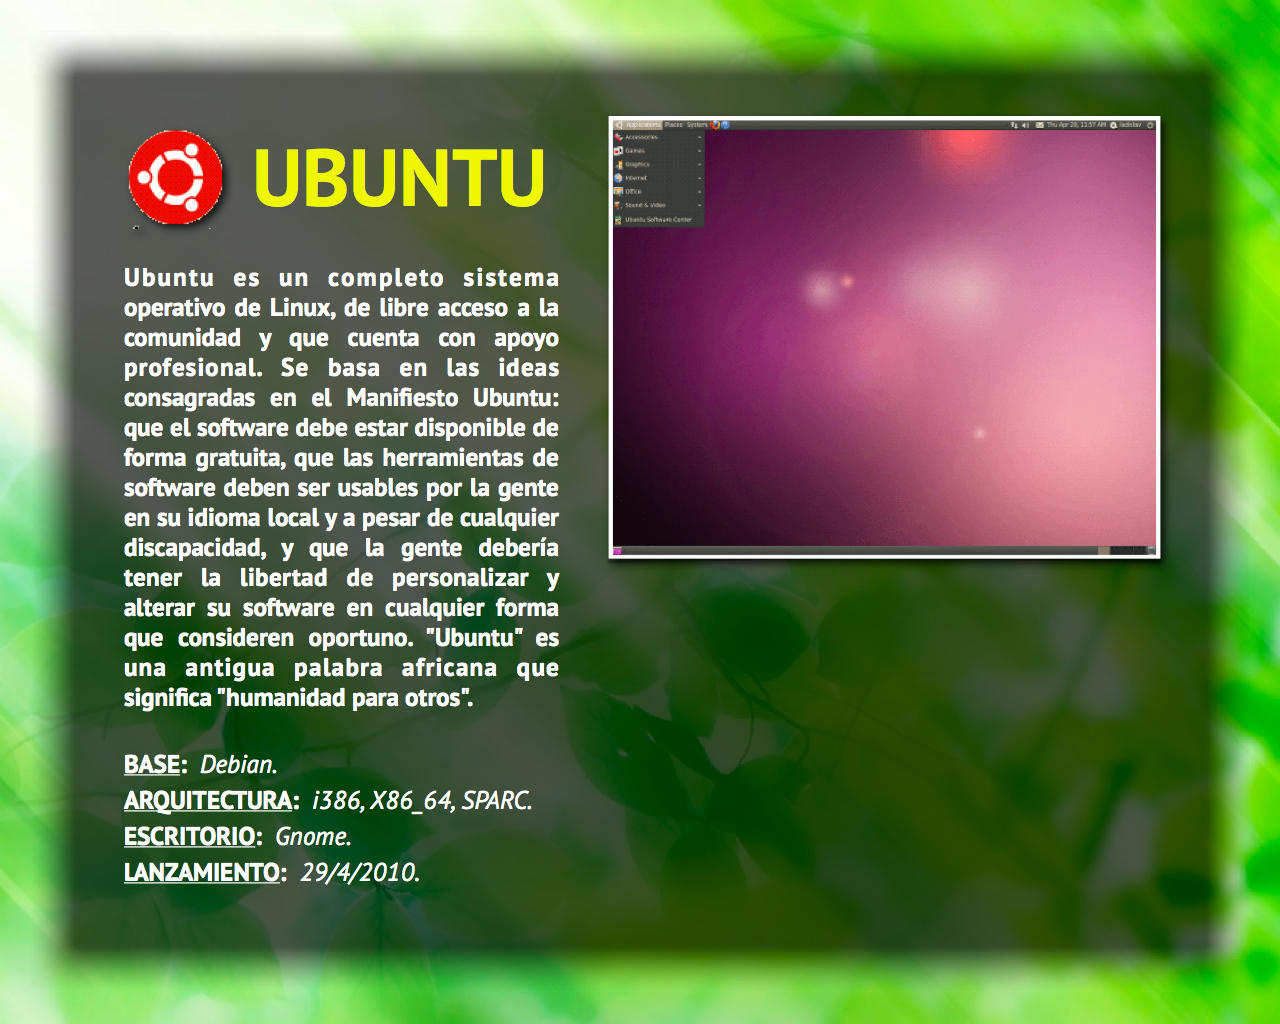 UBUNTU
Ubuntu es un completo sistema
operativo de Linux, de libre acceso a la
comunidad y que cuenta con apoyo
profesional. Se basa en las ideas
consagradas en el Manifiesto Ubuntu:
que el software debe estar disponible de
forma gratuita, que las herramientas de
software deben ser usables por la gente
en su idioma local y a pesar de cualquier
discapacidad, y que la gente debería
tener la libertad de personalizar y
alterar su software en cualquier forma
que consideren oportuno. "Ubuntu" es
una antigua palabra africana que
significa "humanidad para otros".
BASE: Debian.
ARQUITECTURA: i386, X86_64, SPARC.
ESCRITORIO: Gnome.
LANZAMIENTO: 29/4/2010.
Applications Places System
Thu Apr 29, 11:57 AM
Accessories
Games
Graphics
Internet
Office
Sound & Video
Ubuntu Software Center